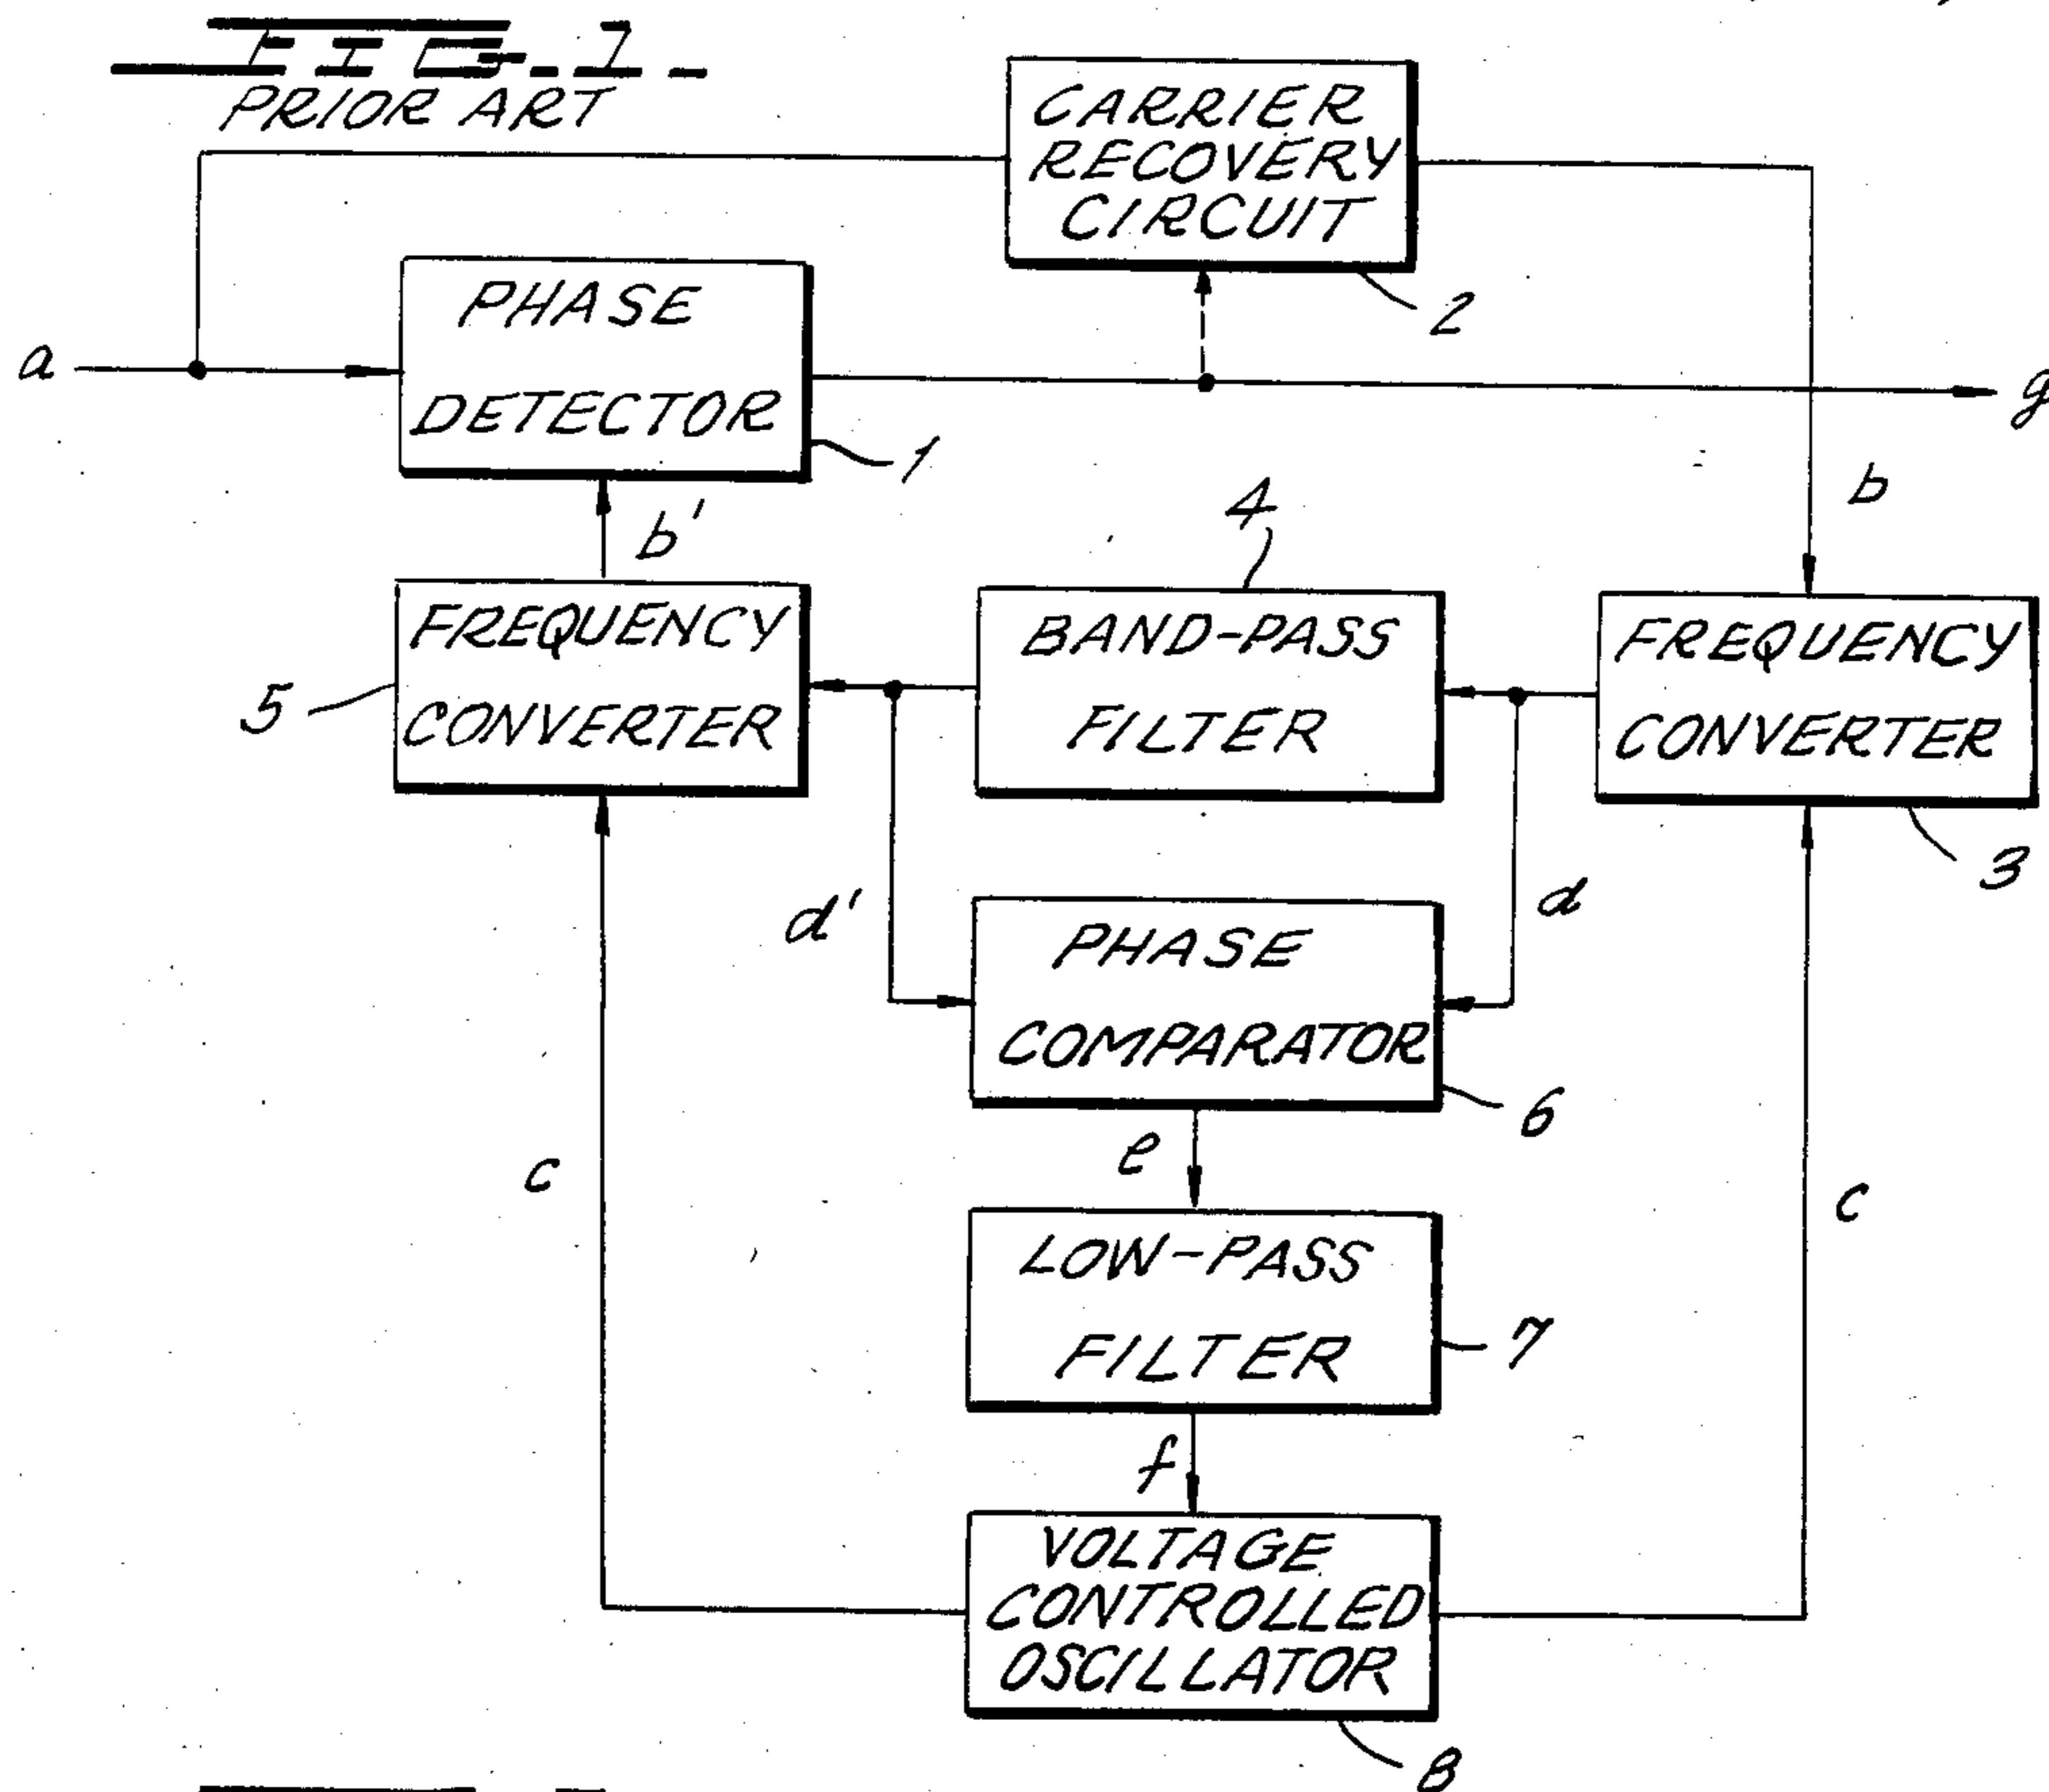 FIG. 1.
PRIOR ART
CARRIER
RECOVERY
CIRCUIT
2
PHASE
DETECTOR
1
a
g
b
b'
4
FREQUENCY
CONVERTER
5
BAND-PASS
FILTER
FREQUENCY
CONVERTER
3
d'
d
PHASE
COMPARATOR
6
e
c
c
LOW-PASS
FILTER
7
f
VOLTAGE
CONTROLLED
OSCILLATOR
8